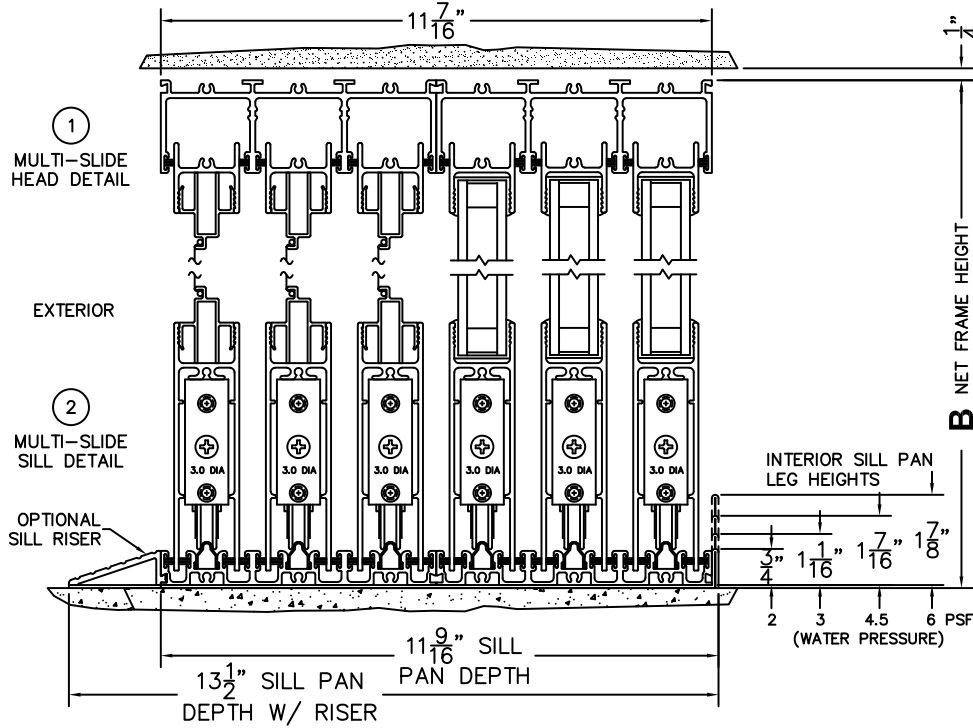 11 7/16"
1/4"
1
MULTI-SLIDE
HEAD DETAIL
EXTERIOR
B NET FRAME HEIGHT
2
MULTI-SLIDE
SILL DETAIL
3.0 DIA 3.0 DIA 3.0 DIA 3.0 DIA 3.0 DIA 3.0 DIA
INTERIOR SILL PAN
LEG HEIGHTS
OPTIONAL
SILL RISER
3/4" 1 1/16" 1 7/16" 1 7/8"
2 3 4.5 6 PSF
(WATER PRESSURE)
11 9/16" SILL
PAN DEPTH
13 1/2" SILL PAN
DEPTH W/ RISER